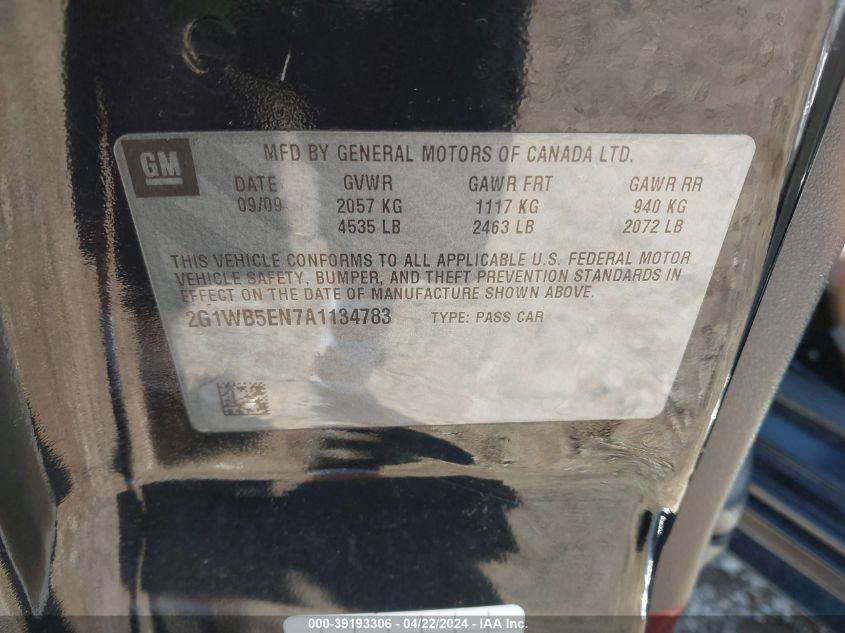 GM
MFD BY GENERAL MOTORS OF CANADA LTD.
DATE GVWR GAWR FRT GAWR RR
09/09 2057 KG 1117 KG 940 KG
4535 LB 2463 LB 2072 LB
THIS VEHICLE CONFORMS TO ALL APPLICABLE U.S. FEDERAL MOTOR
VEHICLE SAFETY, BUMPER, AND THEFT PREVENTION STANDARDS IN
EFFECT ON THE DATE OF MANUFACTURE SHOWN ABOVE.
2G1WB5EN7A1134783 TYPE: PASS CAR
000-39193306 - 04/22/2024 - IAA Inc.